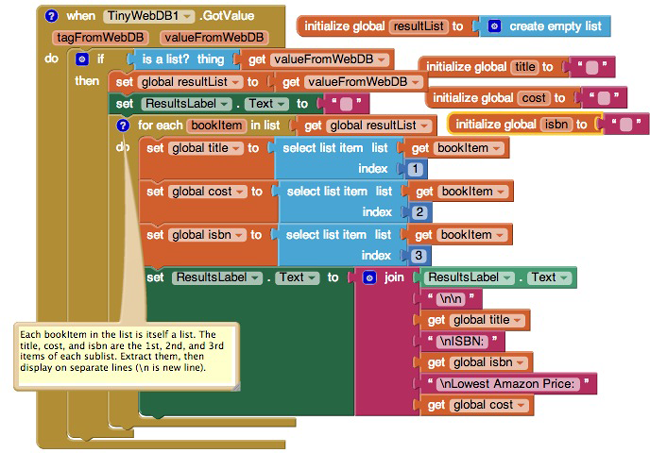 when TinyWebDB1 .GotValue
tagFromWebDB valueFromWebDB
initialize global resultList to create empty list
do if is a list? thing get valueFromWebDB
initialize global title to " "
then set global resultList to get valueFromWebDB
initialize global cost to " "
set ResultsLabel . Text to " "
for each bookItem in list get global resultList
initialize global isbn to " "
do set global title to select list item list get bookItem
index 1
set global cost to select list item list get bookItem
index 2
set global isbn to select list item list get bookItem
index 3
set ResultsLabel . Text to join ResultsLabel . Text
" \n\n "
get global title
" \nISBN: "
get global isbn
" \nLowest Amazon Price: "
get global cost
Each bookItem in the list is itself a list. The
title, cost, and isbn are the 1st, 2nd, and 3rd
items of each sublist. Extract them, then
display on separate lines (\n is new line).